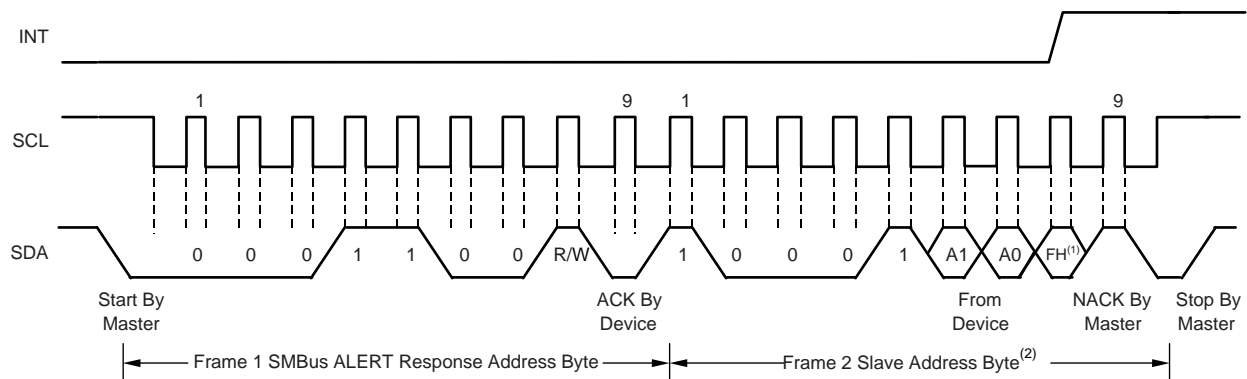 INT
1 9 1 9
SCL
SDA 0 0 0 1 1 0 0 R/W 1 0 0 0 1 A1 A0 FH(1)
Start By Master
ACK By Device
From Device
NACK By Master
Stop By Master
Frame 1 SMBus ALERT Response Address Byte
Frame 2 Slave Address Byte(2)